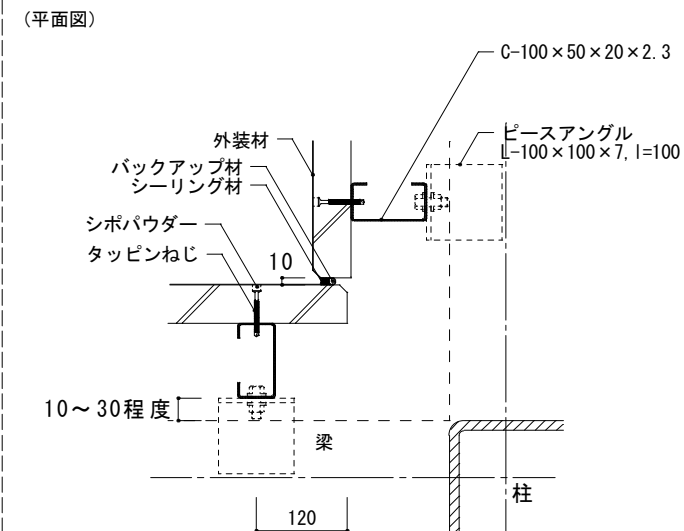 (平面図)
C-100×50×20×2.3
ピースアングル
L-100×100×7, l=100
外装材
バックアップ材
シーリング材
シポパウダー
タッピンねじ
10
10～30程度
梁
柱
120